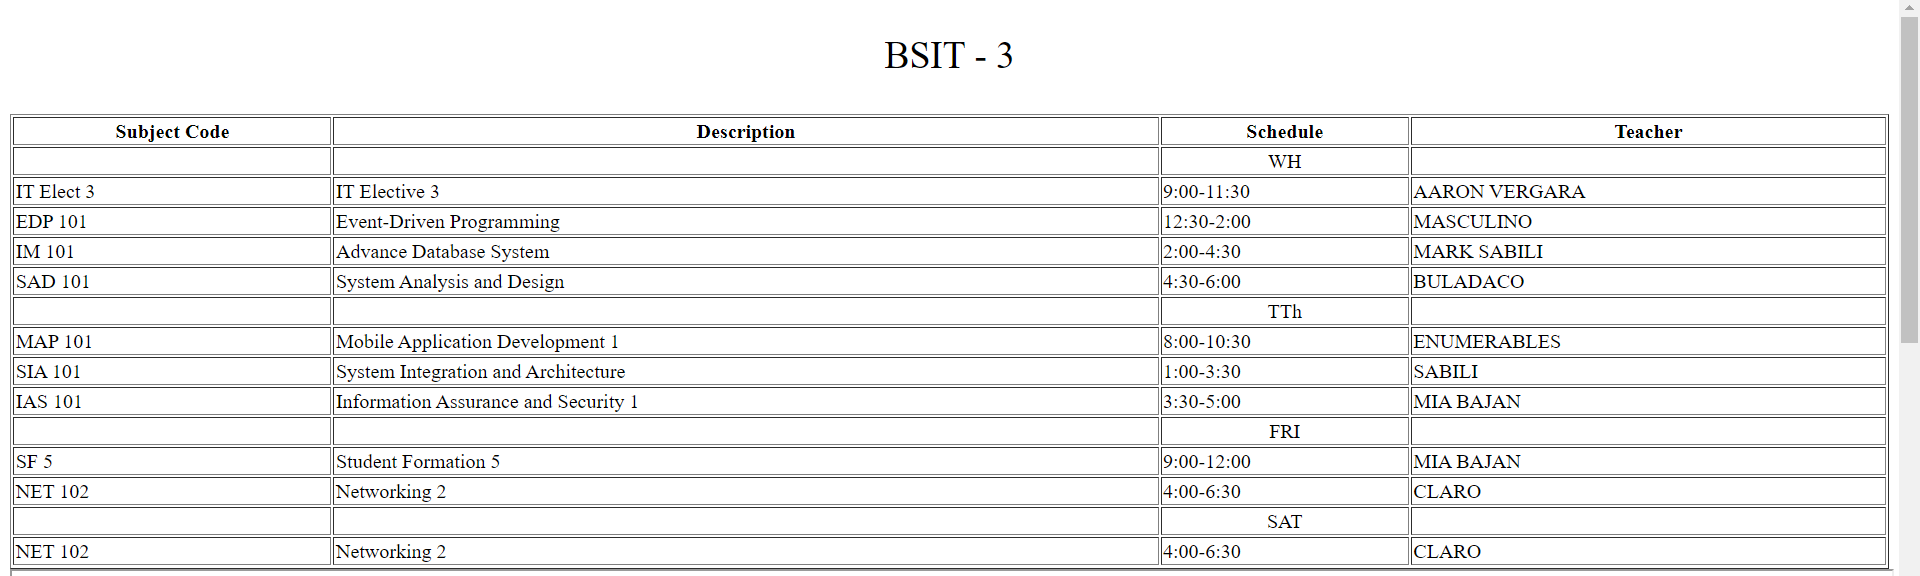 BSIT - 3
Subject Code Description Schedule Teacher
WH
IT Elect 3 IT Elective 3 9:00-11:30 AARON VERGARA
EDP 101 Event-Driven Programming 12:30-2:00 MASCULINO
IM 101 Advance Database System 2:00-4:30 MARK SABILI
SAD 101 System Analysis and Design 4:30-6:00 BULADACO
TTh
MAP 101 Mobile Application Development 1 8:00-10:30 ENUMERABLES
SIA 101 System Integration and Architecture 1:00-3:30 SABILI
IAS 101 Information Assurance and Security 1 3:30-5:00 MIA BAJAN
FRI
SF 5 Student Formation 5 9:00-12:00 MIA BAJAN
NET 102 Networking 2 4:00-6:30 CLARO
SAT
NET 102 Networking 2 4:00-6:30 CLARO